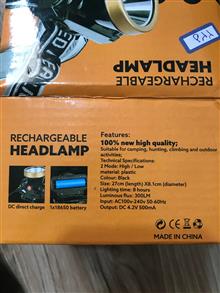 LED
RECHARGEABLE
HEADLAMP
RECHARGEABLE
HEADLAMP
DC direct charge
1x18650 battery
Features:
100% new high quality;
Suitable for camping, hunting, climbing and outdoor
activities;
Technical Specifications:
2 Mode: High / Low
material: plastic
Colour: Black
Size: 27cm (length) X8.1cm (diameter)
Lighting time: 8 hours
Luminous flux: 300LM
Input: AC100v-240v 50-60Hz
Output: DC 4.2V 500mA
CE
MADE IN CHINA